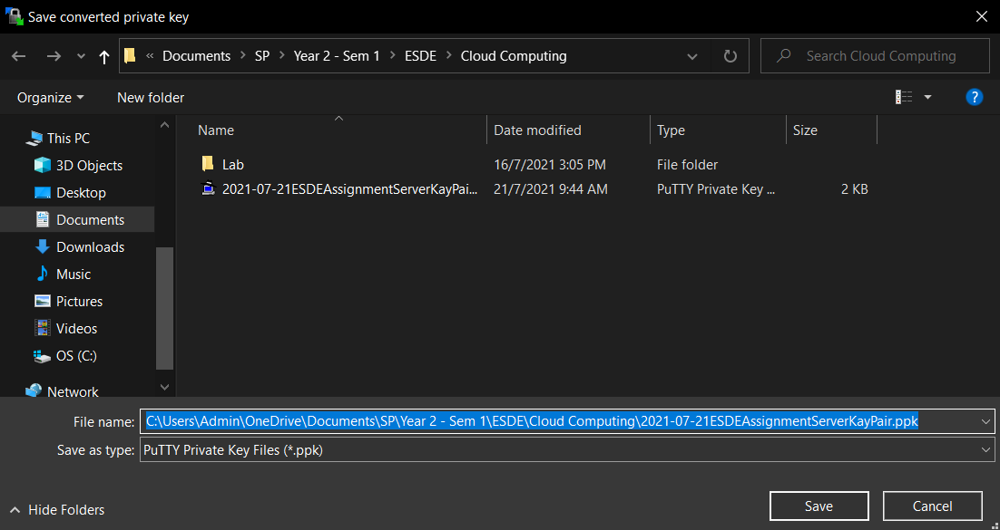 Save converted private key
« Documents > SP > Year 2 - Sem 1 > ESDE > Cloud Computing
Search Cloud Computing
Organize New folder
?
Name Date modified Type Size
Lab 16/7/2021 3:05 PM File folder
2021-07-21ESDEAssignmentServerKayPai... 21/7/2021 9:44 AM PuTTY Private Key ... 2 KB
This PC
3D Objects
Desktop
Documents
Downloads
Music
Pictures
Videos
OS (C:)
Network
File name: C:\Users\Admin\OneDrive\Documents\SP\Year 2 - Sem 1\ESDE\Cloud Computing\2021-07-21ESDEAssignmentServerKayPair.ppk
Save as type: PuTTY Private Key Files (*.ppk)
Hide Folders
Save Cancel